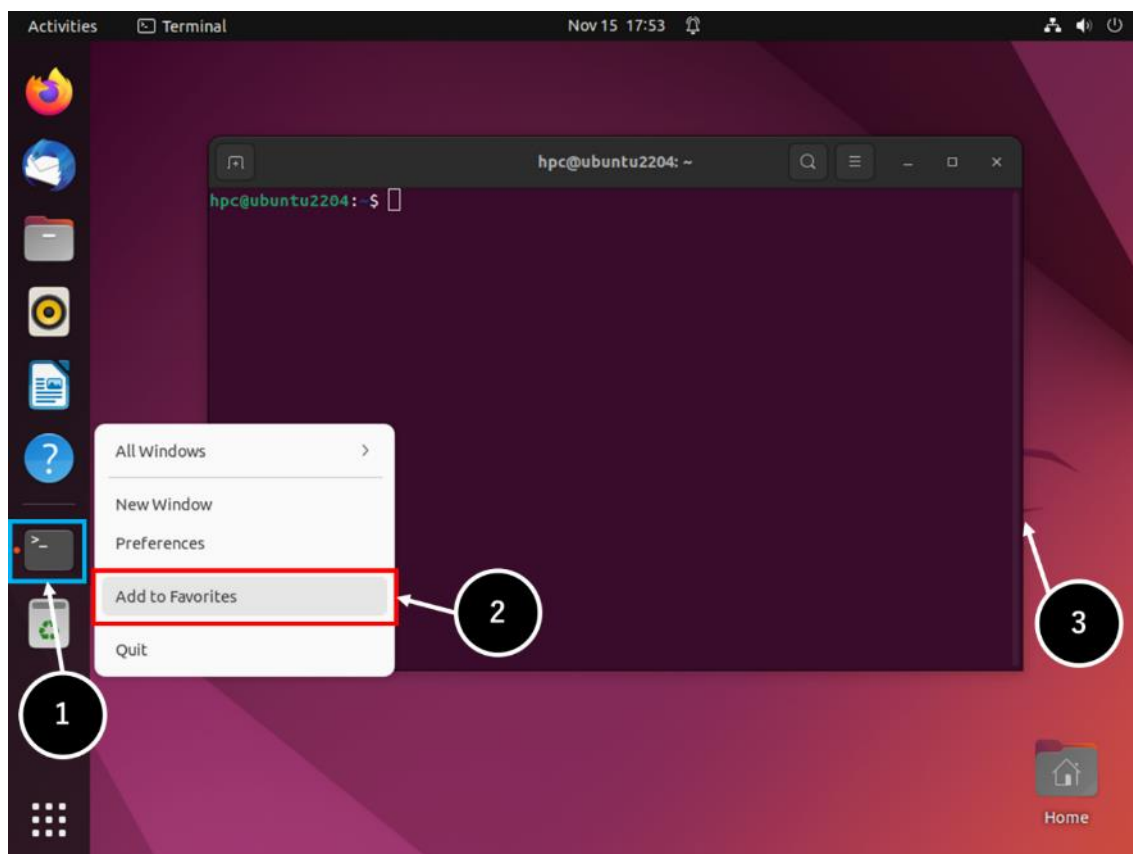 Activities Terminal Nov 15 17:53
hpc@ubuntu2204: ~
hpc@ubuntu2204:~$
All Windows
New Window
Preferences
Add to Favorites
Quit
1
2
3
Home